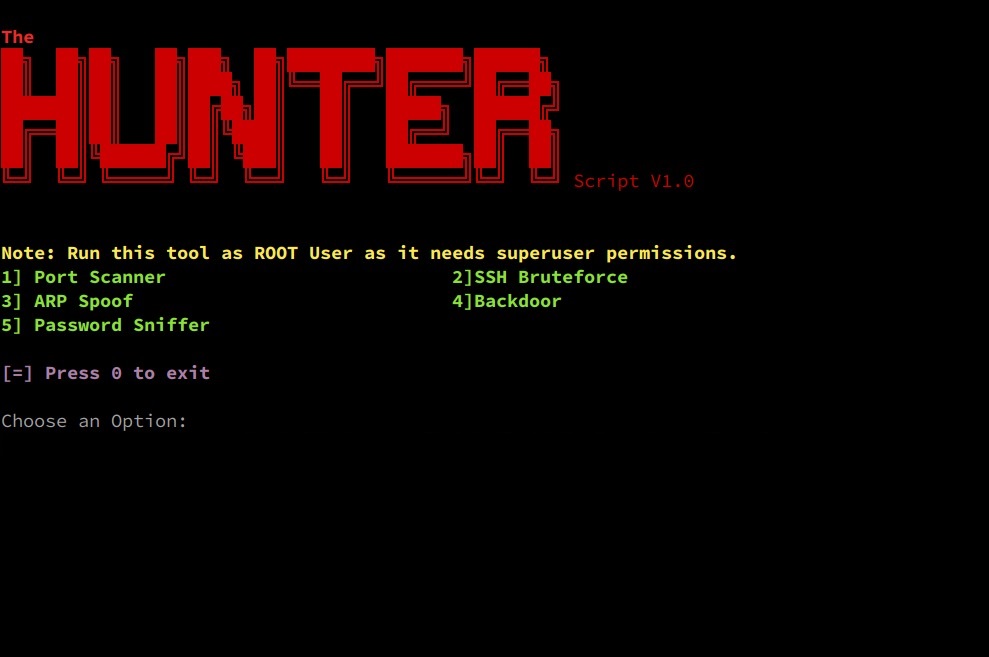 The
HUNTER
Script V1.0
Note: Run this tool as ROOT User as it needs superuser permissions.
1] Port Scanner 2]SSH Bruteforce
3] ARP Spoof 4]Backdoor
5] Password Sniffer
[=] Press 0 to exit
Choose an Option: